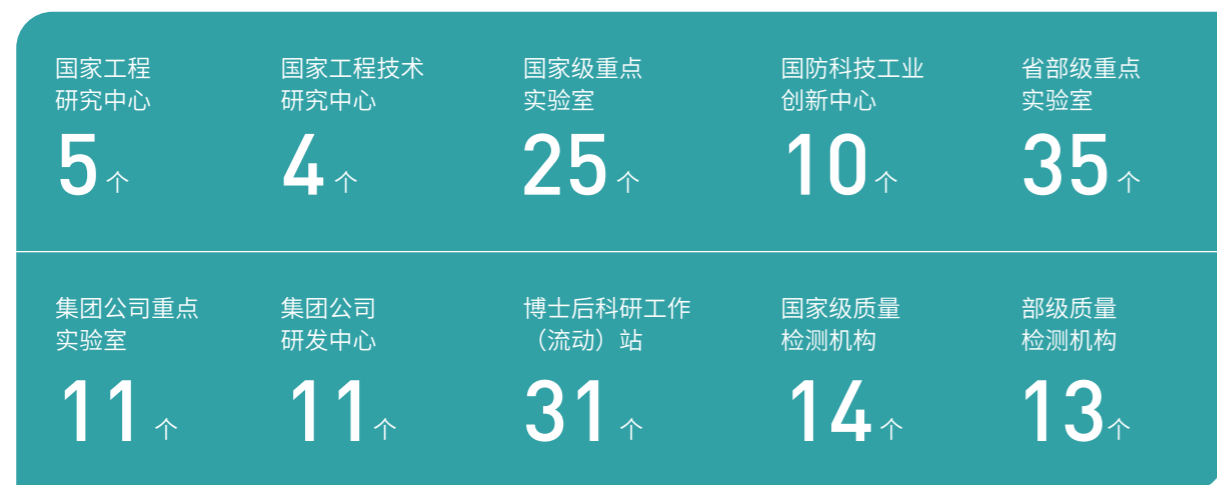 国家工程
研究中心
5个
国家工程技术
研究中心
4个
国家级重点
实验室
25个
国防科技工业
创新中心
10个
省部级重点
实验室
35个
集团公司重点
实验室
11个
集团公司
研发中心
11个
博士后科研工作
（流动）站
31个
国家级质量
检测机构
14个
部级质量
检测机构
13个